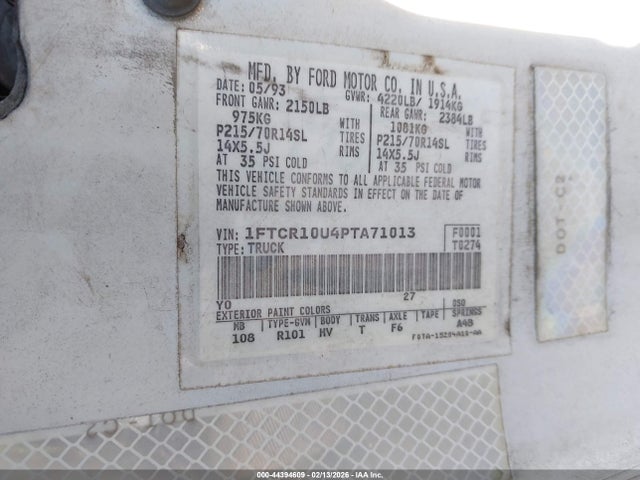 MFD. BY FORD MOTOR CO. IN U.S.A.
DATE: 05/93 GVWR: 4220LB/ 1914KG
FRONT GAWR: 2150LB REAR GAWR: 2384LB
975KG WITH 1081KG WITH
P215/70R14SL TIRES P215/70R14SL TIRES
14X5.5J RIMS 14X5.5J RIMS
AT 35 PSI COLD AT 35 PSI COLD
THIS VEHICLE CONFORMS TO ALL APPLICABLE FEDERAL MOTOR
VEHICLE SAFETY STANDARDS IN EFFECT ON THE DATE OF
MANUFACTURE SHOWN ABOVE.
VIN: 1FTCR10U4PTA71013 F0001
TYPE: TRUCK T0274
YO 27
EXTERIOR PAINT COLORS DSO
WB TYPE-GVW BODY TRANS AXLE TAPE SPRINGS
108 R101 HV T F6 A4B
DOT-C2
000-44394609 - 02/13/2026 - IAAI.COM